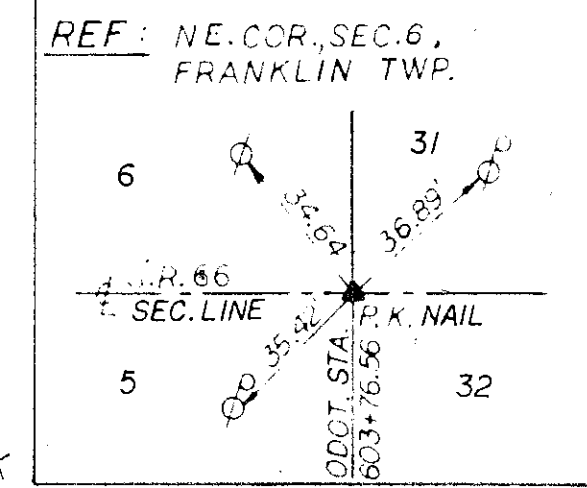 REF: NE. COR., SEC. 6,
FRANKLIN TWP.
6
31
34.64
36.89'
℄ S.R. 66
SEC. LINE
P.K. NAIL
35.42'
5
32
ODOT. STA.
603+76.56